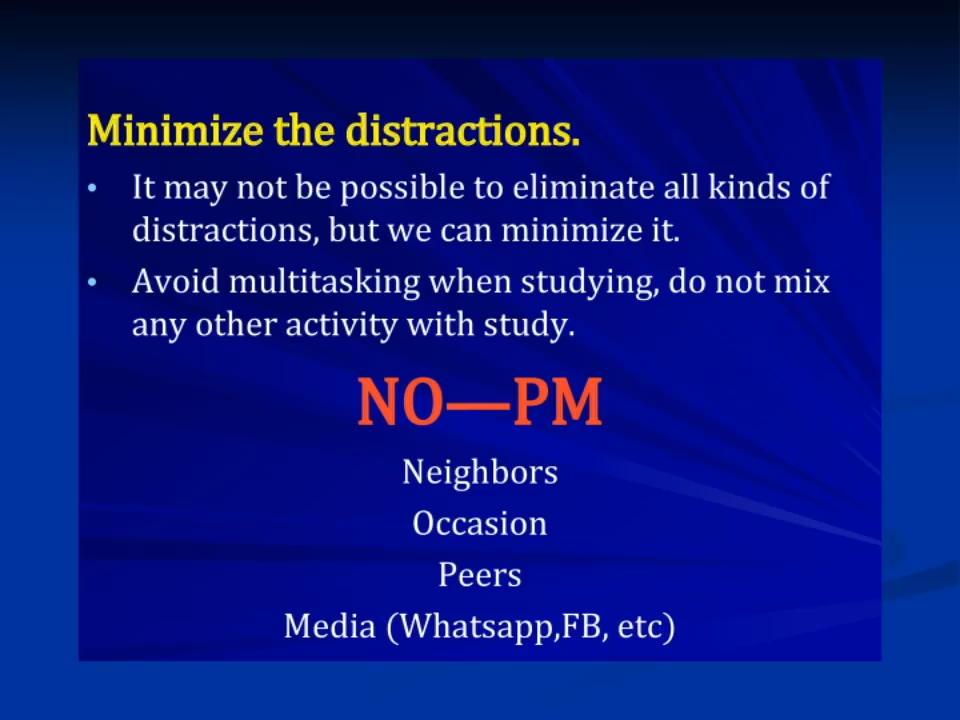 Minimize the distractions.
• It may not be possible to eliminate all kinds of
distractions, but we can minimize it.
• Avoid multitasking when studying, do not mix
any other activity with study.
NO—PM
Neighbors
Occasion
Peers
Media (Whatsapp,FB, etc)